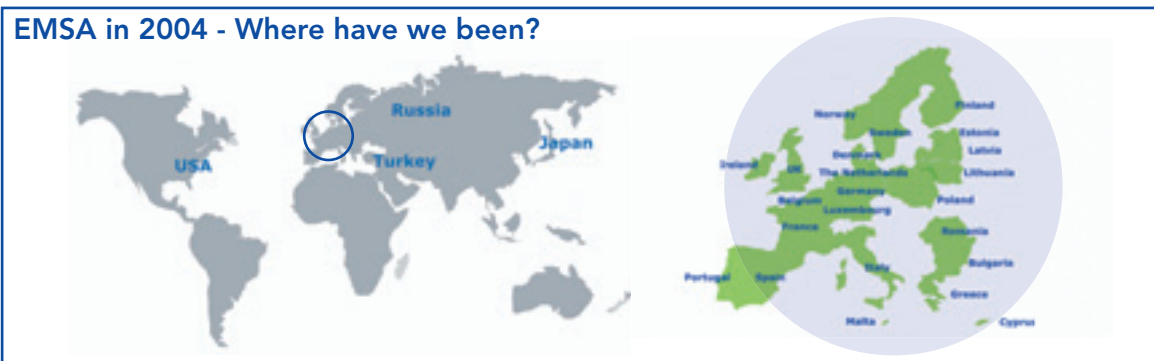 EMSA in 2004 - Where have we been?
Russia
USA
Turkey
Japan
Norway
Finland
Sweden
Estonia
Denmark
Latvia
Ireland
UK
The Netherlands
Lithuania
Germany
Belgium
Poland
Luxembourg
France
Romania
Italy
Bulgaria
Portugal
Spain
Greece
Malta
Cyprus